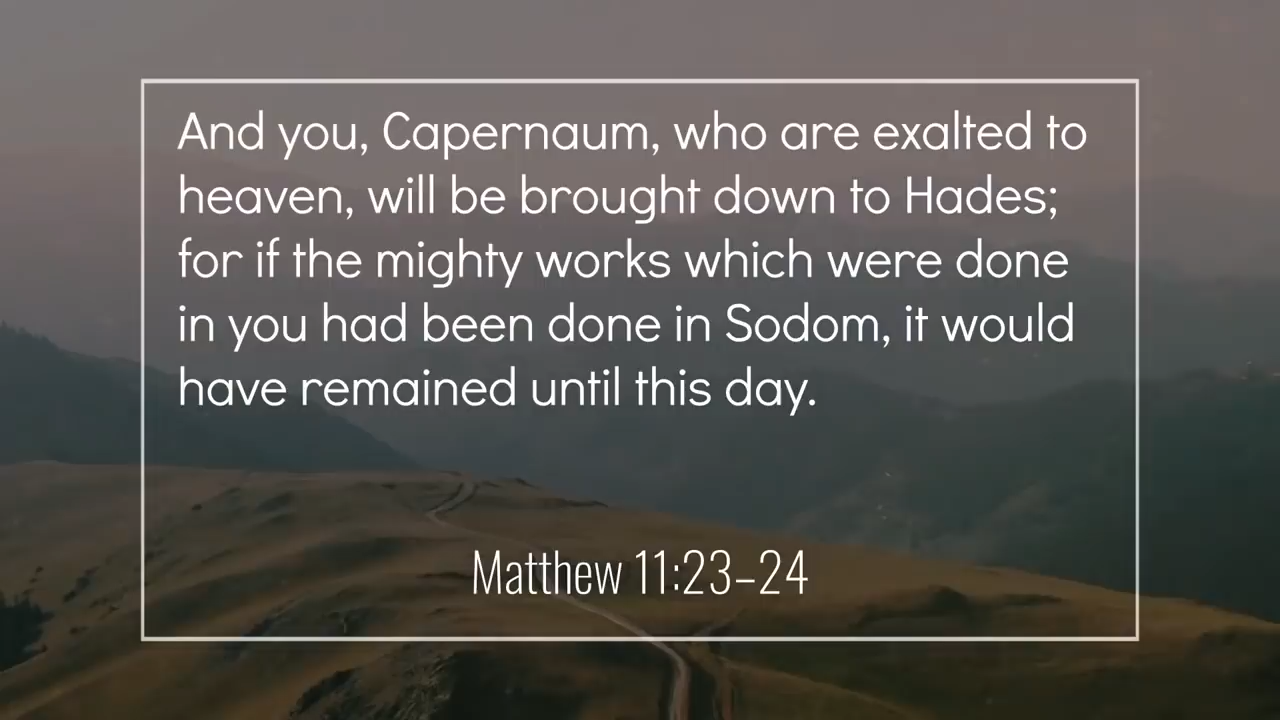 And you, Capernaum, who are exalted to
heaven, will be brought down to Hades;
for if the mighty works which were done
in you had been done in Sodom, it would
have remained until this day.
Matthew 11:23–24